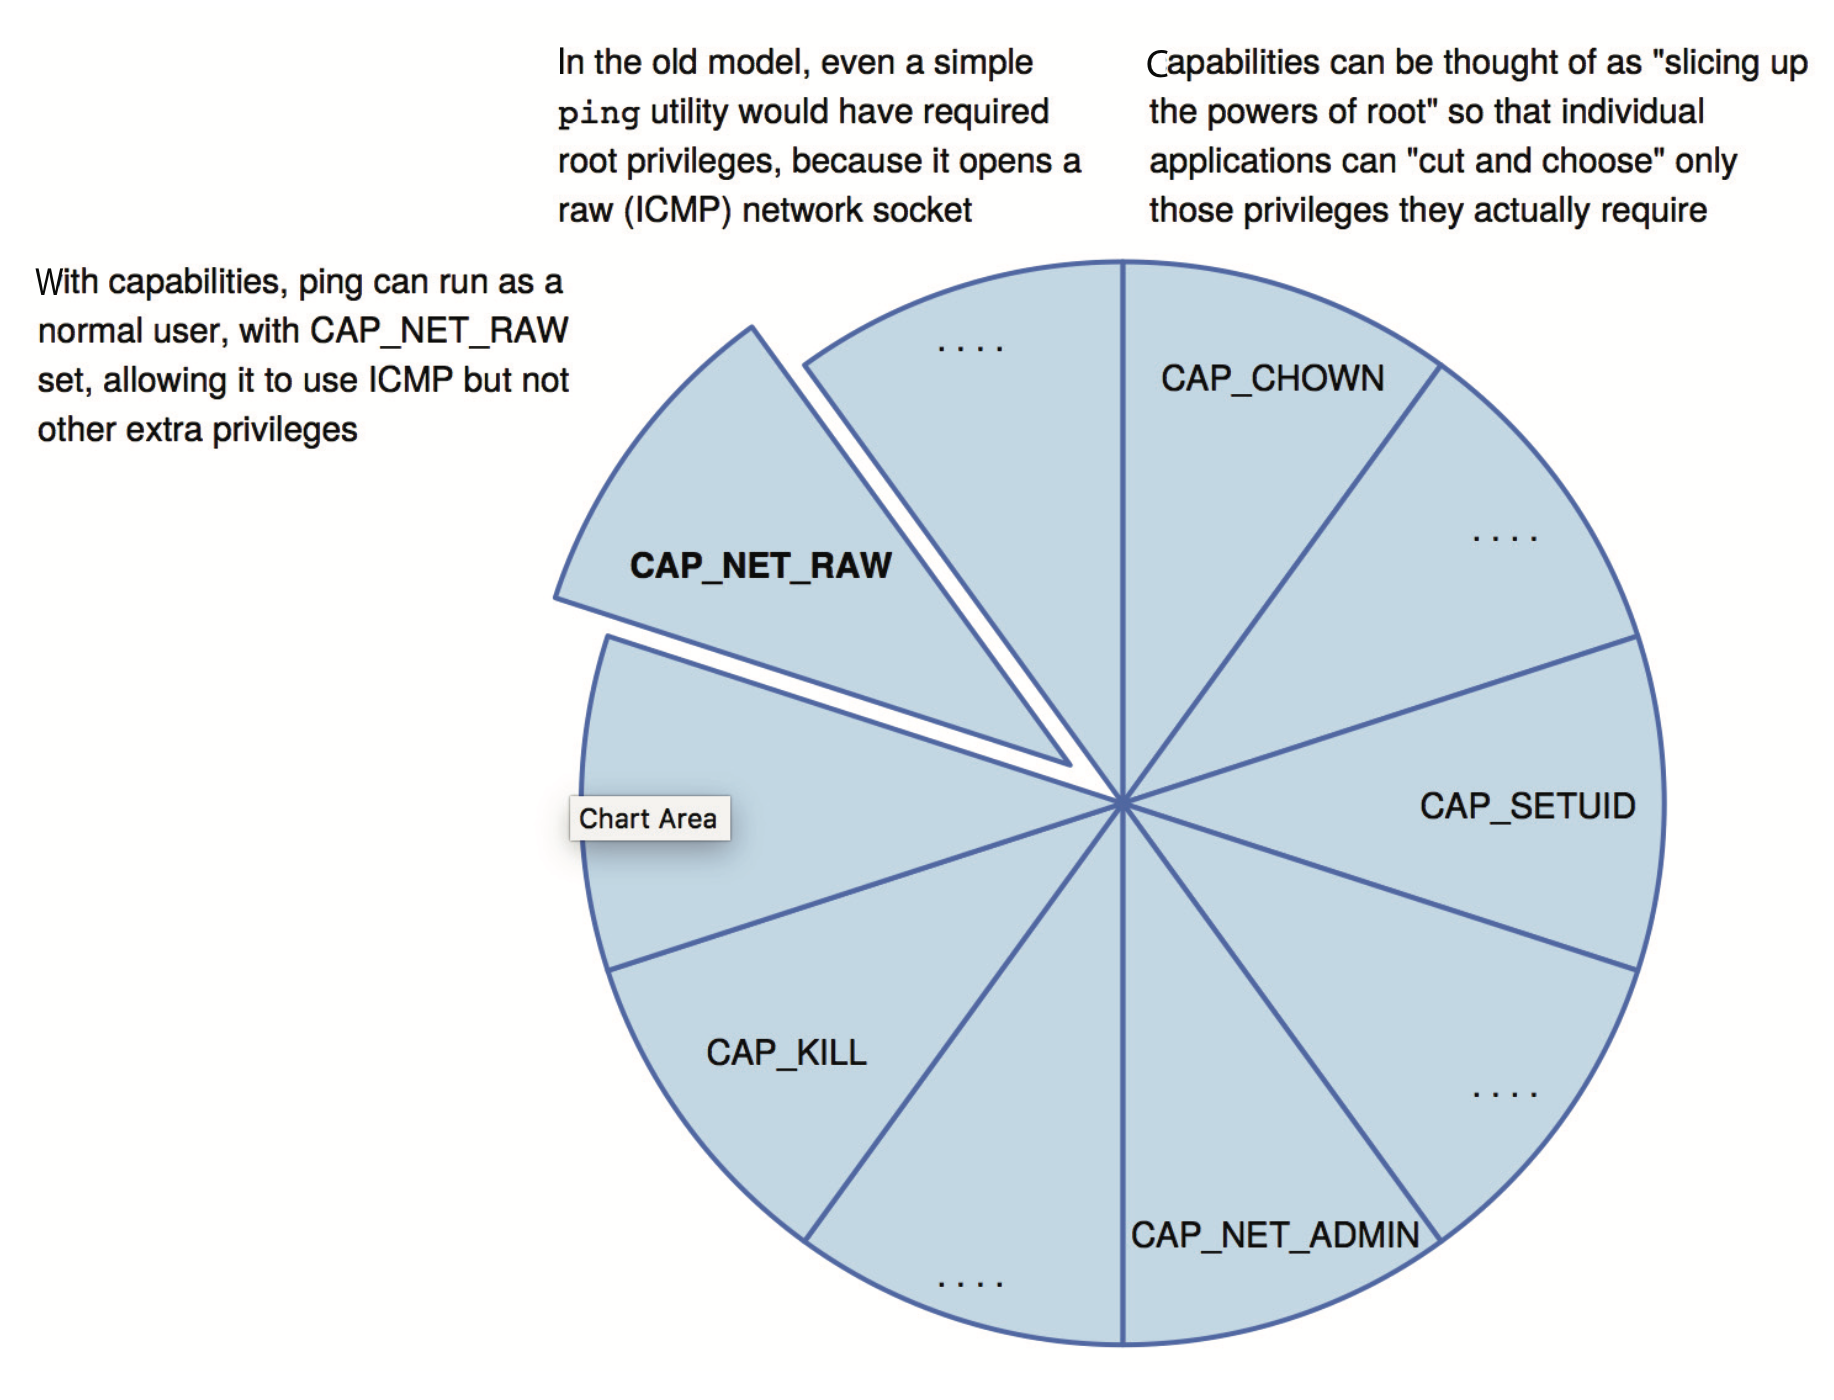 In the old model, even a simple
ping utility would have required
root privileges, because it opens a
raw (ICMP) network socket
Capabilities can be thought of as "slicing up
the powers of root" so that individual
applications can "cut and choose" only
those privileges they actually require
With capabilities, ping can run as a
normal user, with CAP_NET_RAW
set, allowing it to use ICMP but not
other extra privileges
. . . .
CAP_CHOWN
. . . .
CAP_NET_RAW
Chart Area
CAP_SETUID
CAP_KILL
. . . .
CAP_NET_ADMIN
. . . .